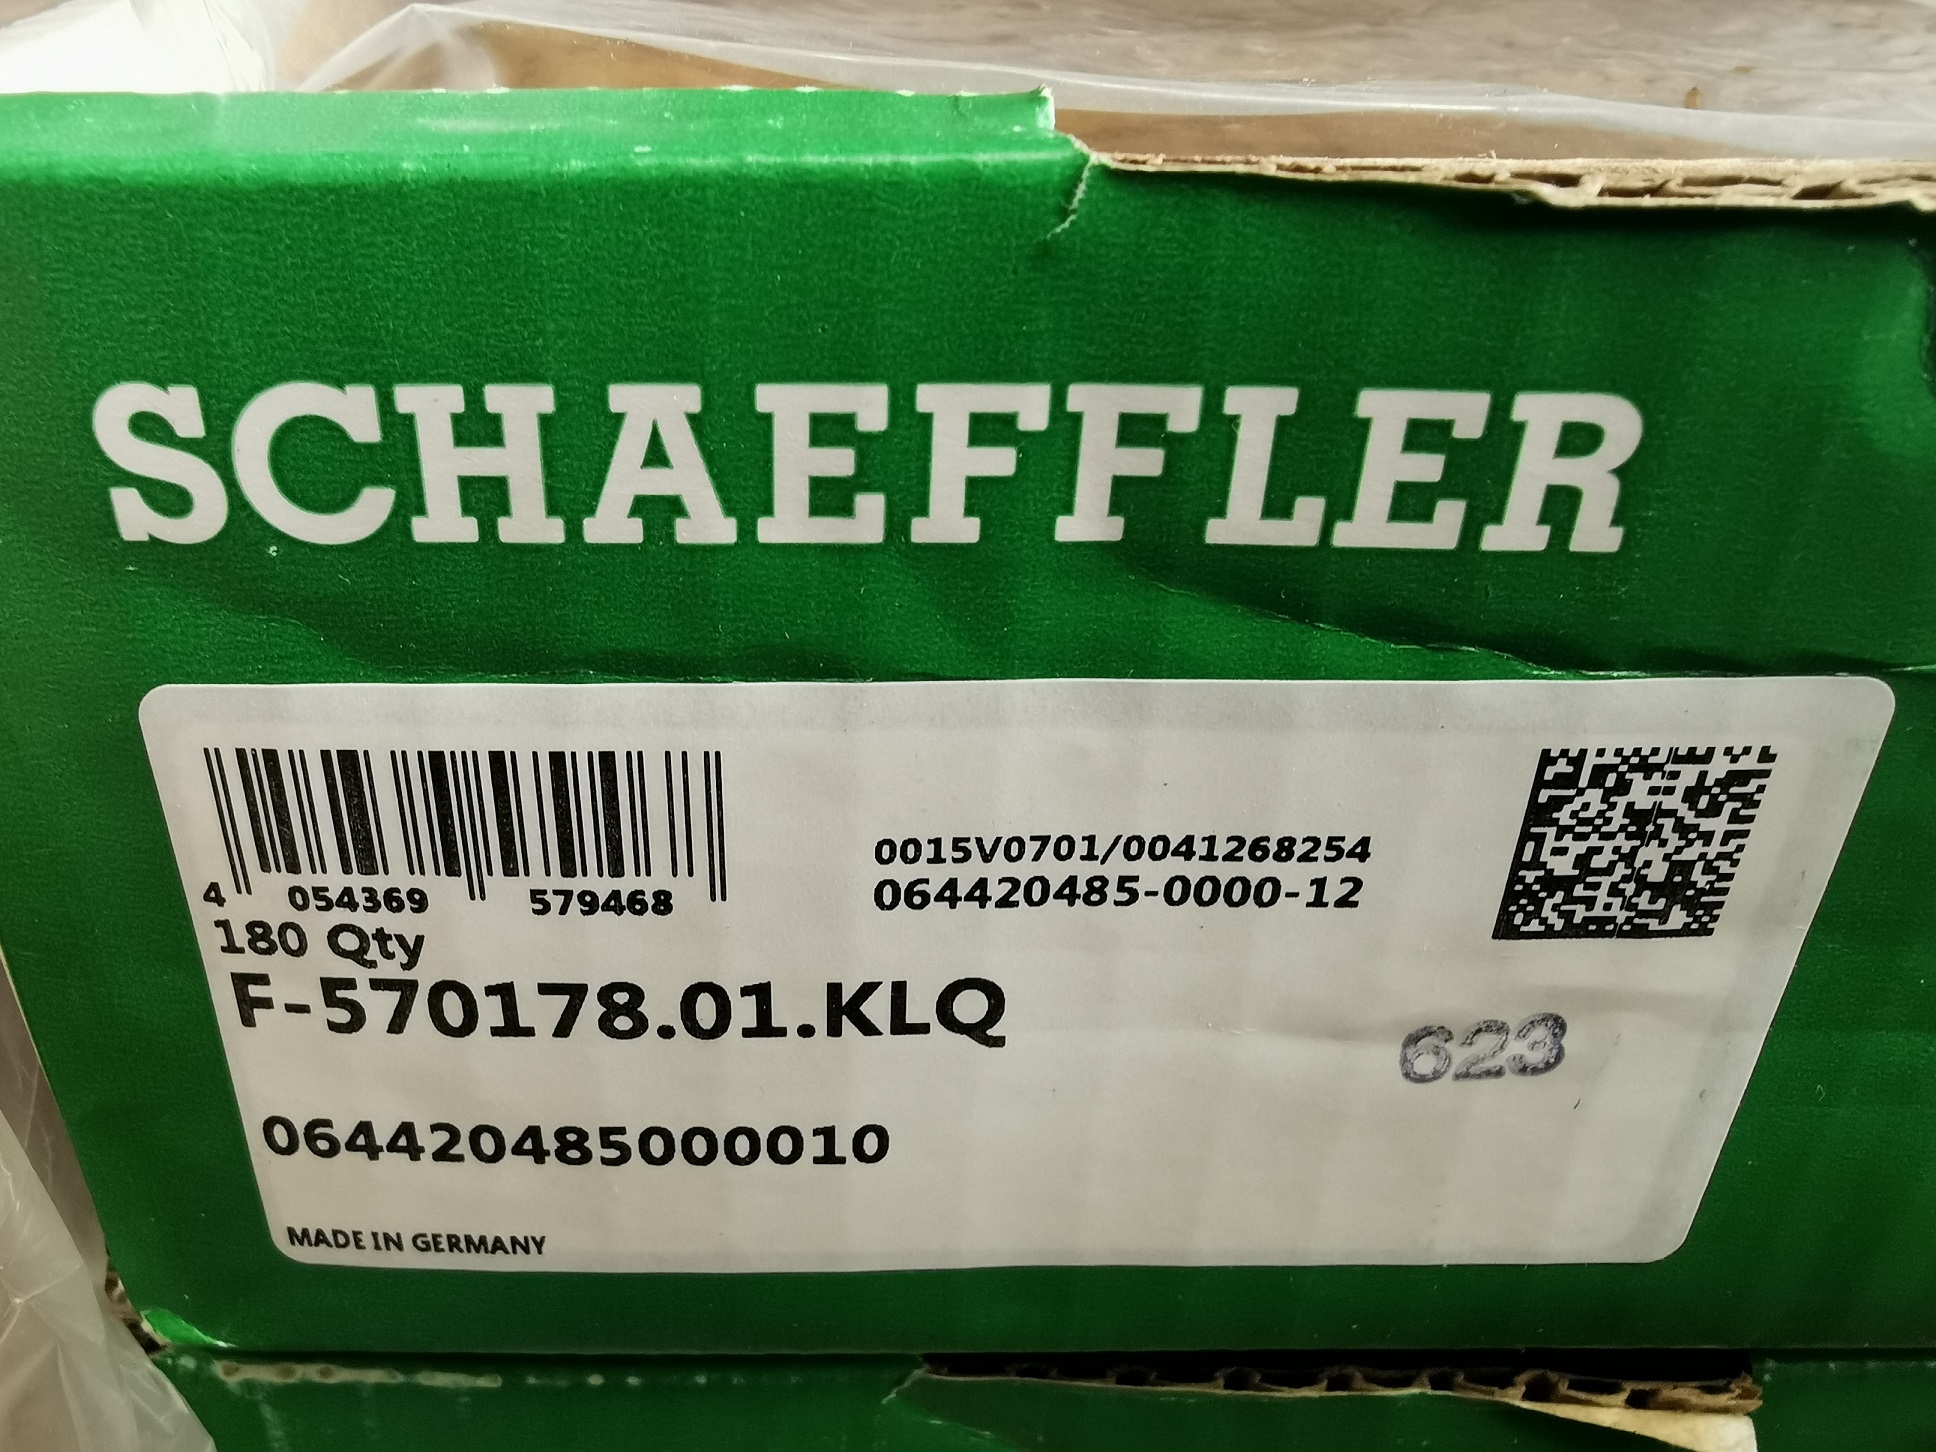 SCHAEFFLER
4 054369 579468
0015V0701/0041268254
064420485-0000-12
180 Qty
F-570178.01.KLQ
623
064420485000010
MADE IN GERMANY